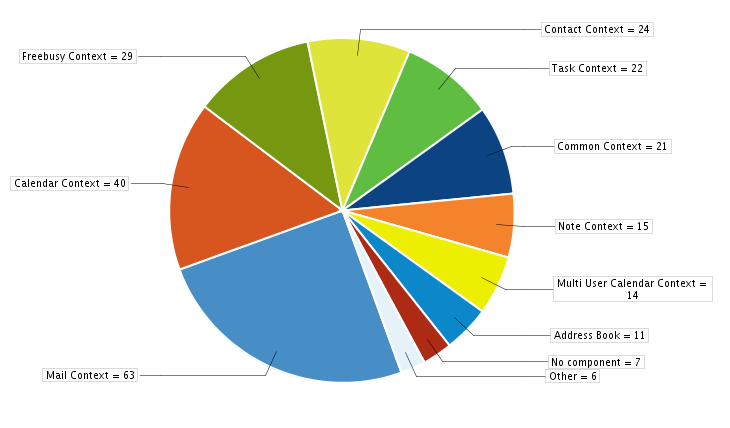 Contact Context = 24
Freebusy Context = 29
Task Context = 22
Common Context = 21
Calendar Context = 40
Note Context = 15
Multi User Calendar Context =
14
Address Book = 11
No component = 7
Mail Context = 63
Other = 6